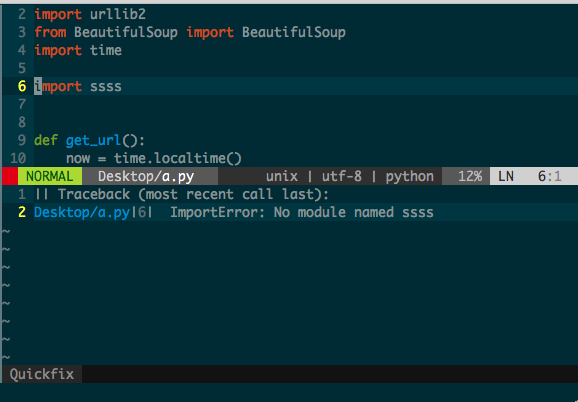 2 import urllib2
3 from BeautifulSoup import BeautifulSoup
4 import time
5
6 import ssss
7
8
9 def get_url():
10     now = time.localtime()
NORMAL Desktop/a.py unix | utf-8 | python 12% LN 6:1
1 || Traceback (most recent call last):
2 Desktop/a.py|6|  ImportError: No module named ssss
~
~
~
~
~
~
~
~
Quickfix